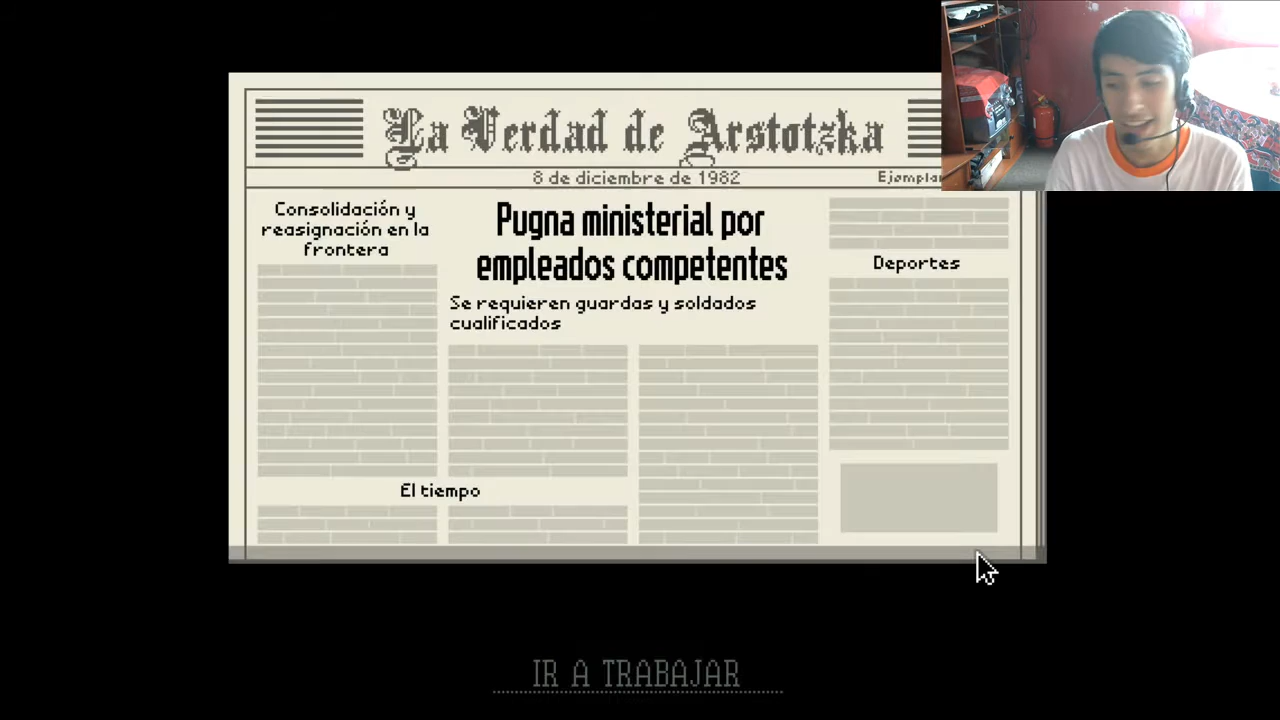 La Verdad de Arstotzka
8 de diciembre de 1982
Consolidación y
reasignación en la
frontera
Pugna ministerial por
empleados competentes
Se requieren guardas y soldados
cualificados
Deportes
El tiempo
IR A TRABAJAR